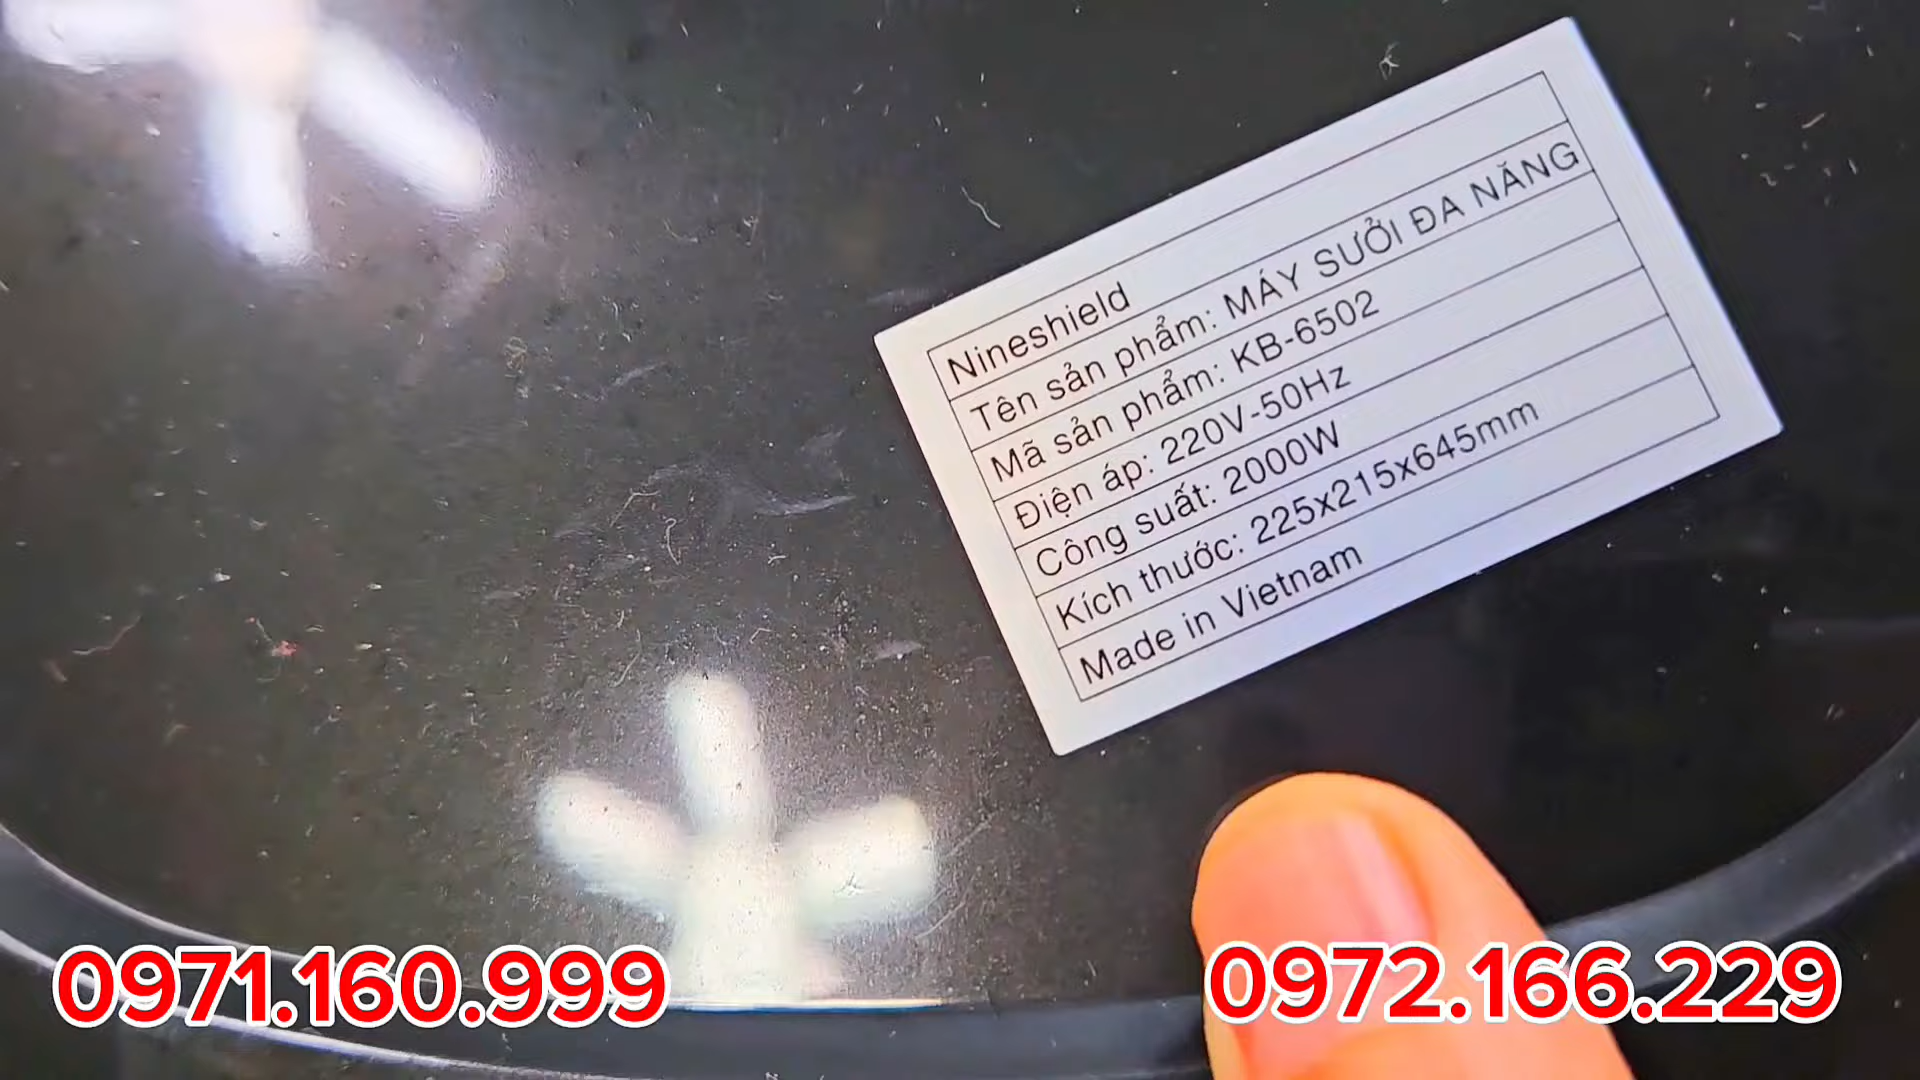 Nineshield
Tên sản phẩm: MÁY SƯỞI ĐA NĂNG
Mã sản phẩm: KB-6502
Điện áp: 220V-50Hz
Công suất: 2000W
Kích thước: 225x215x645mm
Made in Vietnam
0971.160.999
0972.166.229